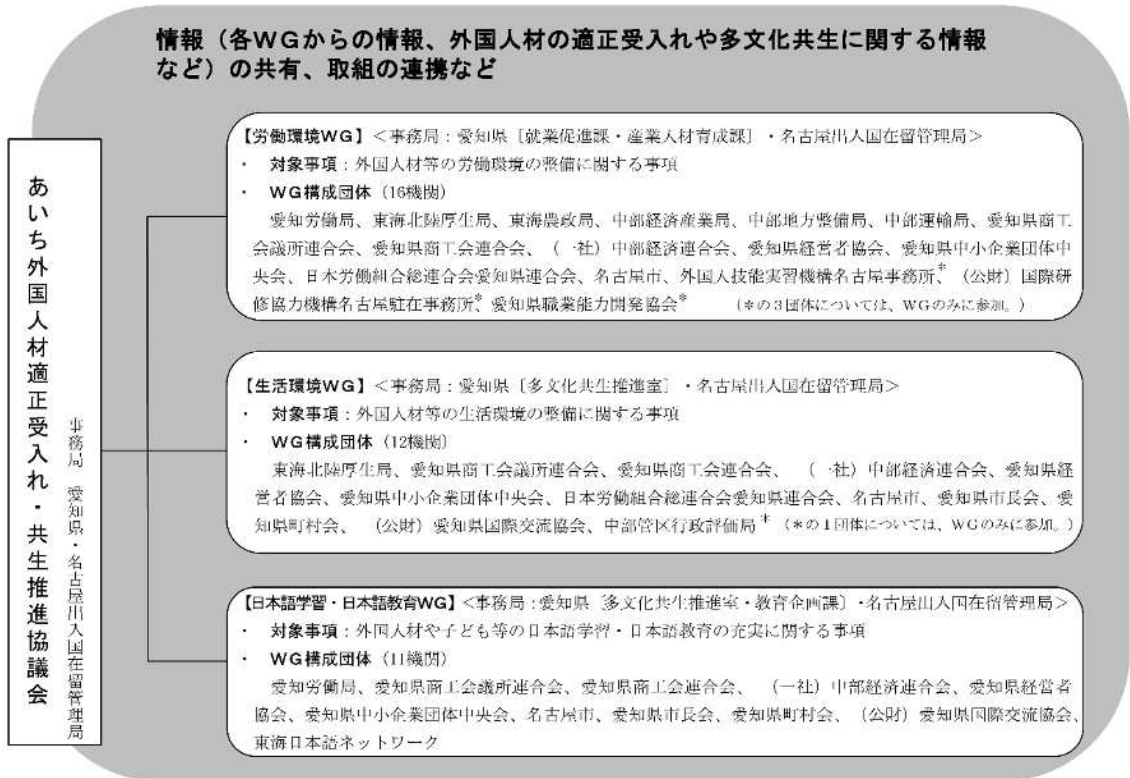 情報（各WGからの情報、外国人材の適正受入れや多文化共生に関する情報
など）の共有、取組の連携など
あいち外国人材適正受入れ・共生推進協議会
事務局　愛知県・名古屋出入国在留管理局
【労働環境WG】＜事務局：愛知県［就業促進課・産業人材育成課］・名古屋出入国在留管理局＞
・　対象事項：外国人材等の労働環境の整備に関する事項
・　WG構成団体（16機関）
愛知労働局、東海北陸厚生局、東海農政局、中部経済産業局、中部地方整備局、中部運輸局、愛知県商工
会議所連合会、愛知県商工会連合会、（一社）中部経済連合会、愛知県経営者協会、愛知県中小企業団体中
央会、日本労働組合総連合会愛知県連合会、名古屋市、外国人技能実習機構名古屋事務所*、（公財）国際研
修協力機構名古屋駐在事務所*、愛知県職業能力開発協会*　（*の3団体については、WGのみに参加。）
【生活環境WG】＜事務局：愛知県［多文化共生推進室］・名古屋出入国在留管理局＞
・　対象事項：外国人材等の生活環境の整備に関する事項
・　WG構成団体（12機関）
東海北陸厚生局、愛知県商工会議所連合会、愛知県商工会連合会、（一社）中部経済連合会、愛知県経
営者協会、愛知県中小企業団体中央会、日本労働組合総連合会愛知県連合会、名古屋市、愛知県市長会、愛
知県町村会、（公財）愛知県国際交流協会、中部管区行政評価局*（*の1団体については、WGのみに参加。）
【日本語学習・日本語教育WG】＜事務局：愛知県［多文化共生推進室・教育企画課］・名古屋出入国在留管理局＞
・　対象事項：外国人材や子ども等の日本語学習・日本語教育の充実に関する事項
・　WG構成団体（11機関）
愛知労働局、愛知県商工会議所連合会、愛知県商工会連合会、（一社）中部経済連合会、愛知県経営者
協会、愛知県中小企業団体中央会、名古屋市、愛知県市長会、愛知県町村会、（公財）愛知県国際交流協会、
東海日本語ネットワーク